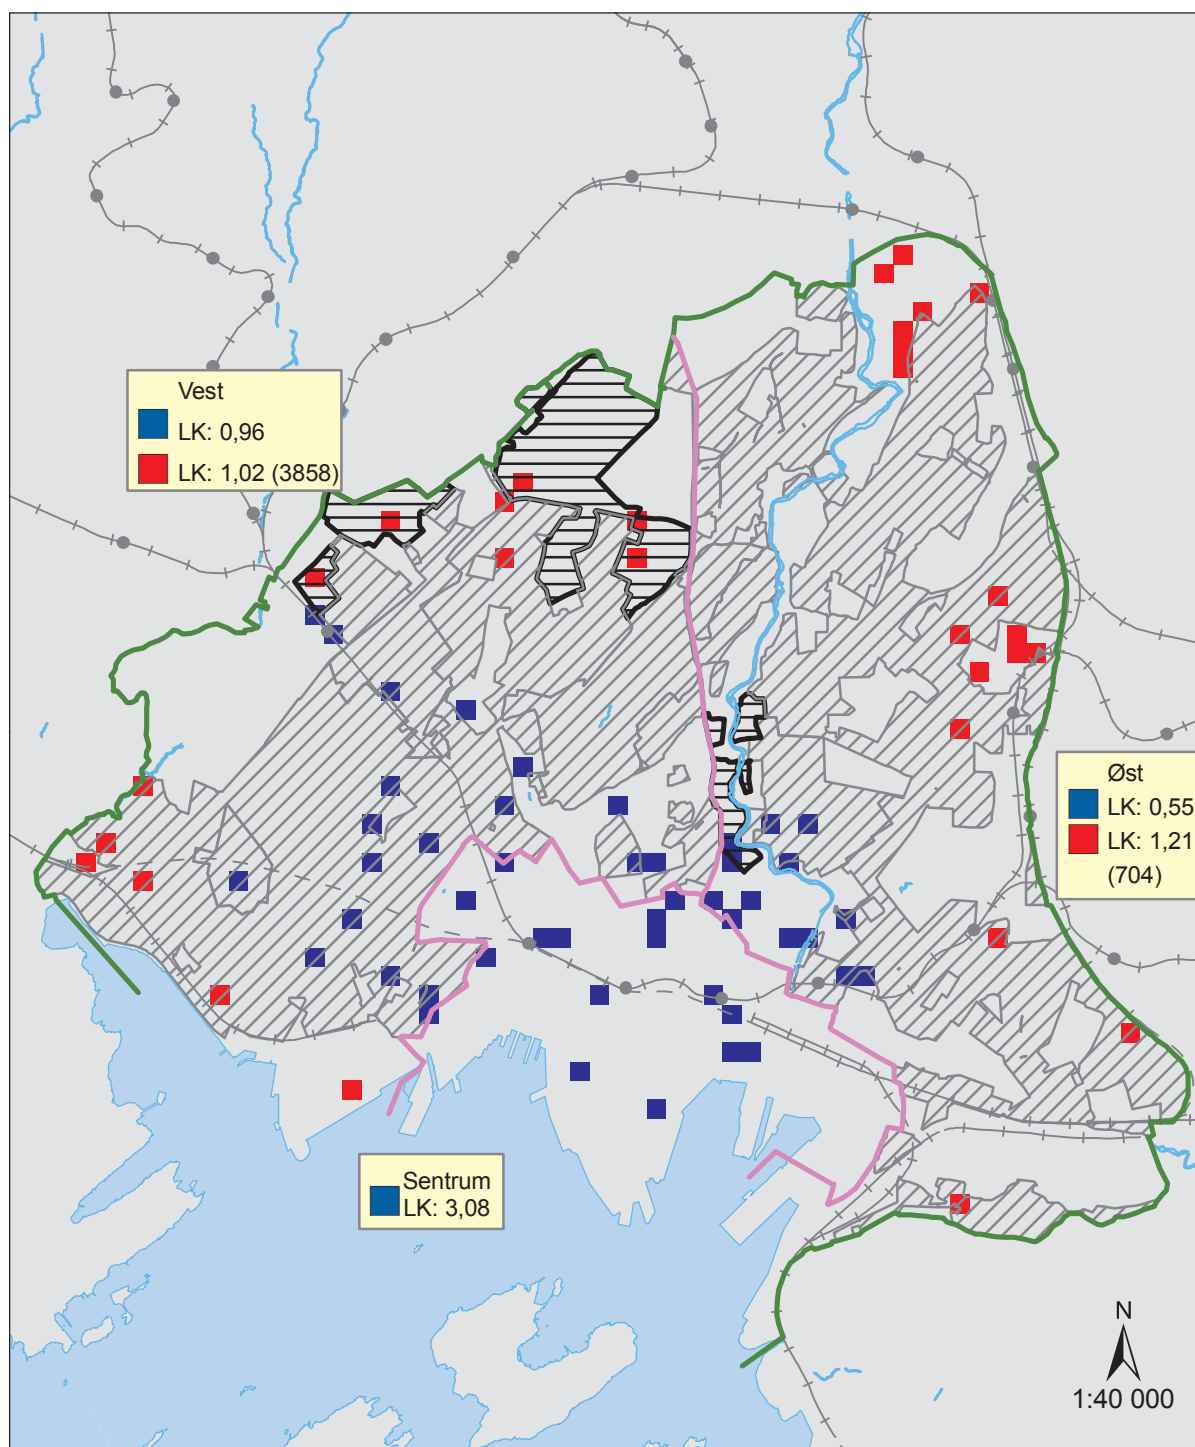 Vest
LK: 0,96
LK: 1,02 (3858)
Øst
LK: 0,55
LK: 1,21
(704)
Sentrum
LK: 3,08
N
1:40 000